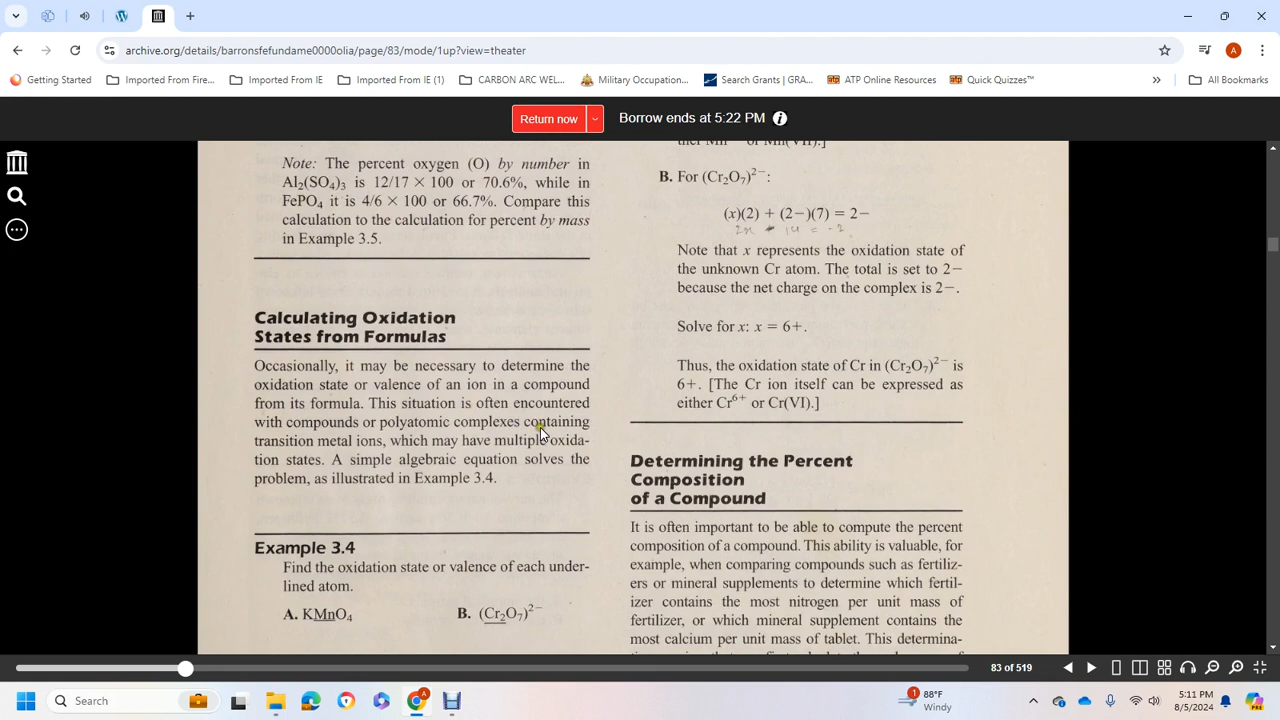 archive.org/details/barronsfefundame0000olia/page/83/mode/1up?view=theater
A
Getting Started
Imported From Fire...
Imported From IE
Imported From IE (1)
CARBON ARC WEL...
Military Occupation...
Search Grants | GRA...
ATP Online Resources
Quick Quizzes™
»
All Bookmarks
Return now
Borrow ends at 5:22 PM
Note: The percent oxygen (O) by number in
Al2(SO4)3 is 12/17 × 100 or 70.6%, while in
FePO4 it is 4/6 × 100 or 66.7%. Compare this
calculation to the calculation for percent by mass
in Example 3.5.
Calculating Oxidation
States from Formulas
Occasionally, it may be necessary to determine the
oxidation state or valence of an ion in a compound
from its formula. This situation is often encountered
with compounds or polyatomic complexes containing
transition metal ions, which may have multiple oxida-
tion states. A simple algebraic equation solves the
problem, as illustrated in Example 3.4.
Example 3.4
Find the oxidation state or valence of each under-
lined atom.
A. KMnO4
B. (Cr2O7)2−
B. For (Cr2O7)2−:
(x)(2) + (2−)(7) = 2−
Note that x represents the oxidation state of
the unknown Cr atom. The total is set to 2−
because the net charge on the complex is 2−.
Solve for x: x = 6+.
Thus, the oxidation state of Cr in (Cr2O7)2− is
6+. [The Cr ion itself can be expressed as
either Cr6+ or Cr(VI).]
Determining the Percent
Composition
of a Compound
It is often important to be able to compute the percent
composition of a compound. This ability is valuable, for
example, when comparing compounds such as fertiliz-
ers or mineral supplements to determine which fertil-
izer contains the most nitrogen per unit mass of
fertilizer, or which mineral supplement contains the
most calcium per unit mass of tablet. This determina-
83 of 519
Search
1
88°F
Windy
5:11 PM
8/5/2024